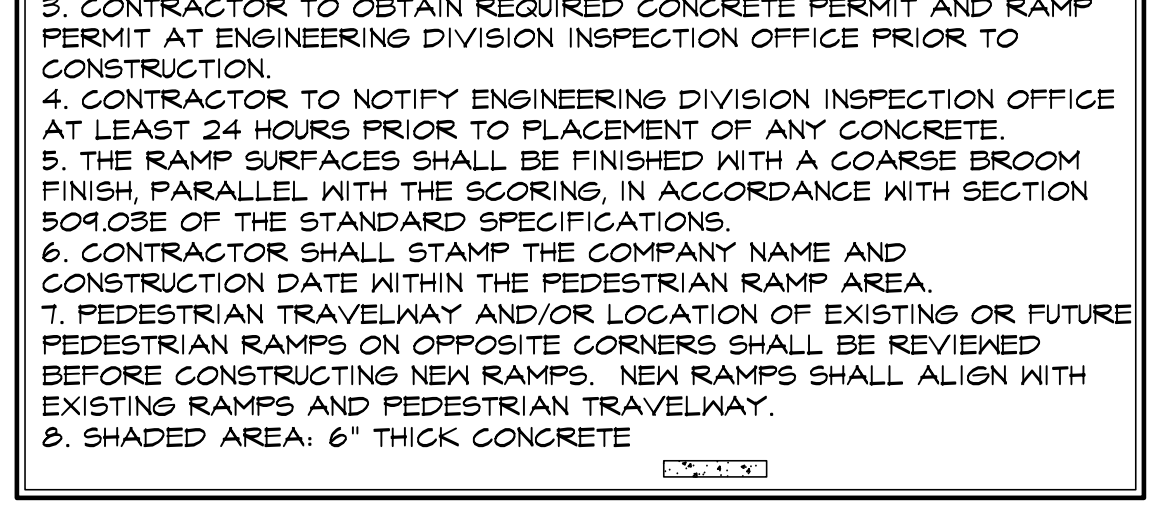 3. CONTRACTOR TO OBTAIN REQUIRED CONCRETE PERMIT AND RAMP
PERMIT AT ENGINEERING DIVISION INSPECTION OFFICE PRIOR TO
CONSTRUCTION.
4. CONTRACTOR TO NOTIFY ENGINEERING DIVISION INSPECTION OFFICE
AT LEAST 24 HOURS PRIOR TO PLACEMENT OF ANY CONCRETE.
5. THE RAMP SURFACES SHALL BE FINISHED WITH A COARSE BROOM
FINISH, PARALLEL WITH THE SCORING, IN ACCORDANCE WITH SECTION
509.03E OF THE STANDARD SPECIFICATIONS.
6. CONTRACTOR SHALL STAMP THE COMPANY NAME AND
CONSTRUCTION DATE WITHIN THE PEDESTRIAN RAMP AREA.
7. PEDESTRIAN TRAVELWAY AND/OR LOCATION OF EXISTING OR FUTURE
PEDESTRIAN RAMPS ON OPPOSITE CORNERS SHALL BE REVIEWED
BEFORE CONSTRUCTING NEW RAMPS.  NEW RAMPS SHALL ALIGN WITH
EXISTING RAMPS AND PEDESTRIAN TRAVELWAY.
8. SHADED AREA: 6" THICK CONCRETE